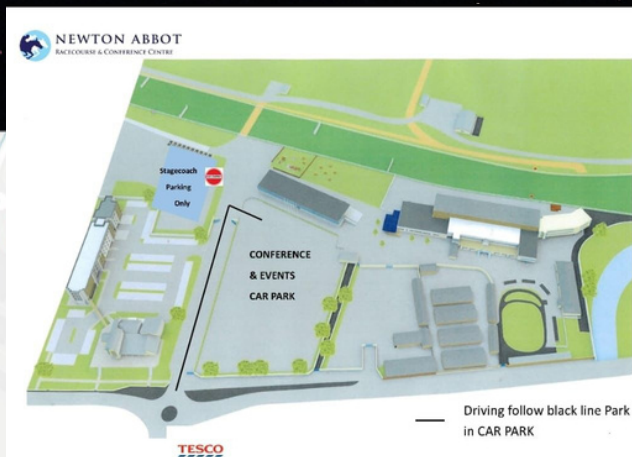 NEWTON ABBOT
RACECOURSE & CONFERENCE CENTRE
Stagecoach
Parking
Only
CONFERENCE
& EVENTS
CAR PARK
Driving follow black line Park
in CAR PARK
TESCO